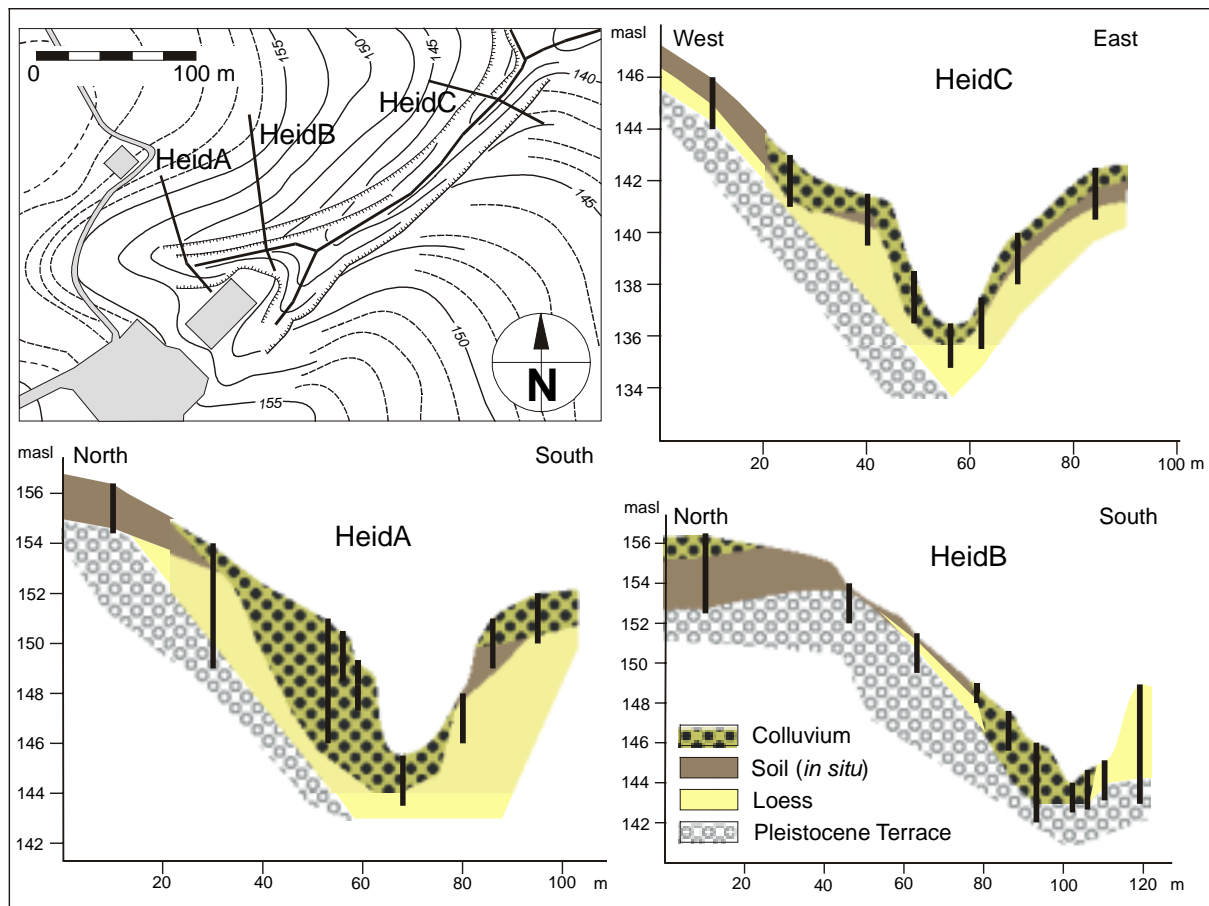 0 100 m
155
150
145
140
HeidC
HeidB
HeidA
145
150
155
N
masl
West East
HeidC
146
144
142
140
138
136
134
20 40 60 80 100 m
masl
North South
HeidA
156
154
152
150
148
146
144
142
20 40 60 80 100 m
masl
North South
HeidB
156
154
152
150
148
146
144
142
Colluvium
Soil (in situ)
Loess
Pleistocene Terrace
20 40 60 80 100 120 m